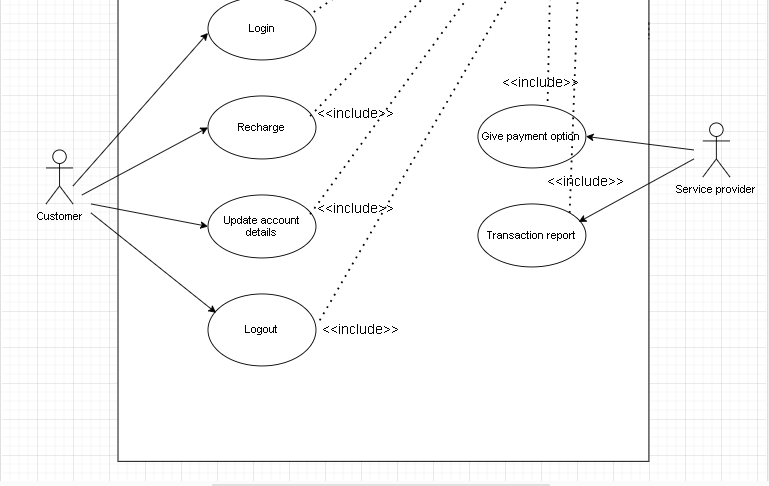 Login
<<include>>
<<include>>
Recharge
Give payment option
<<include>>
Service provider
Customer
<<include>>
Update account
details
Transaction report
Logout
<<include>>